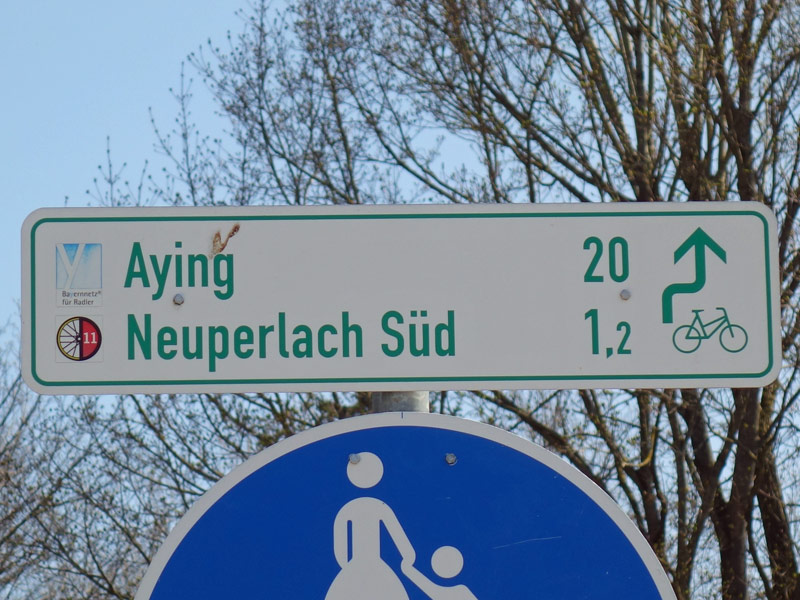 Aying 20
Bayernnetz®
für Radler
11
Neuperlach Süd 1,2